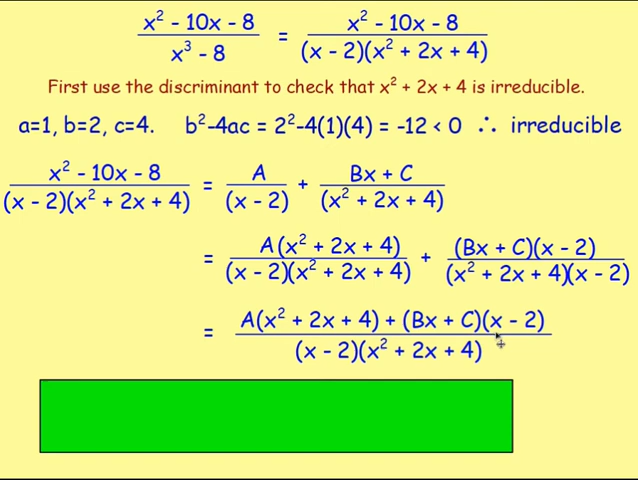 x² - 10x - 8 / x³ - 8 = x² - 10x - 8 / (x - 2)(x² + 2x + 4)
First use the discriminant to check that x² + 2x + 4 is irreducible.
a=1, b=2, c=4. b²-4ac = 2²-4(1)(4) = -12 < 0 ∴ irreducible
x² - 10x - 8 / (x - 2)(x² + 2x + 4) = A / (x - 2) + Bx + C / (x² + 2x + 4)
= A(x² + 2x + 4) / (x - 2)(x² + 2x + 4) + (Bx + C)(x - 2) / (x² + 2x + 4)(x - 2)
= A(x² + 2x + 4) + (Bx + C)(x - 2) / (x - 2)(x² + 2x + 4)